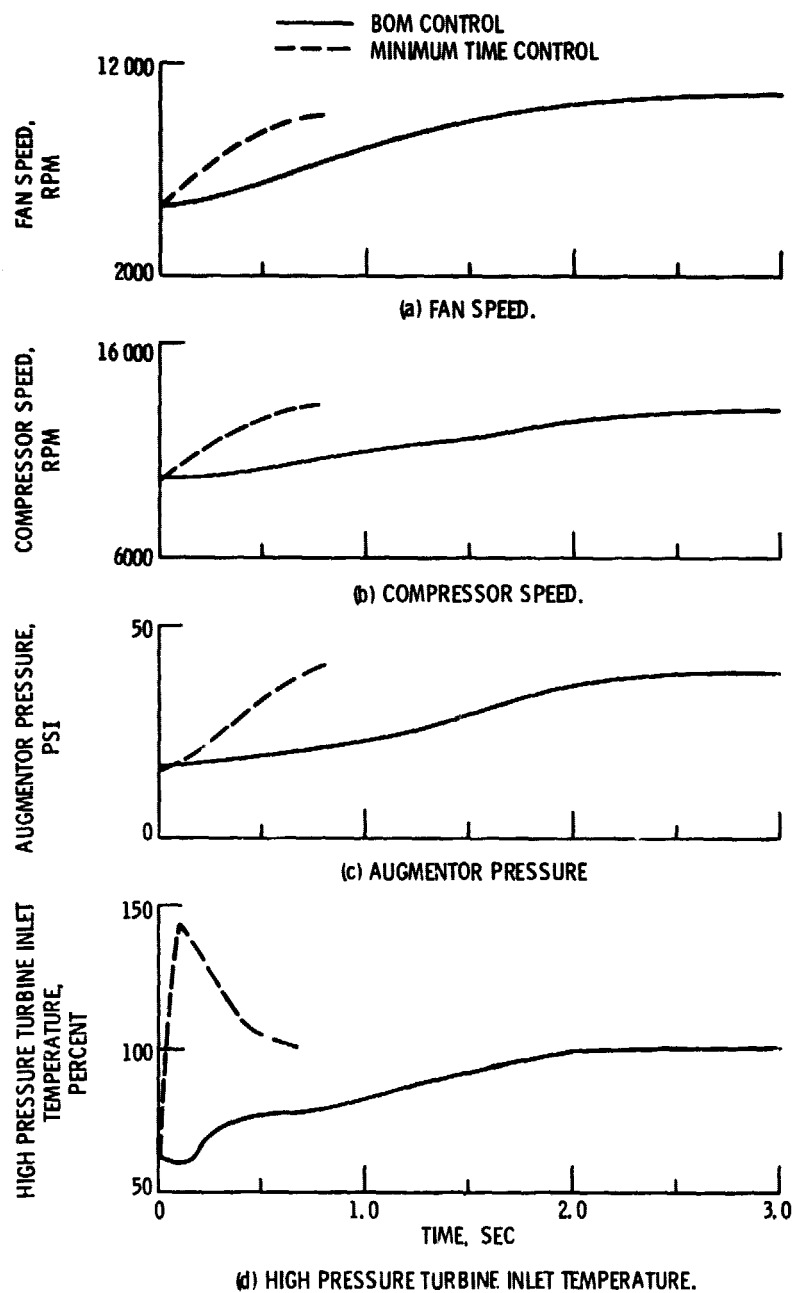 BOM CONTROL
MINIMUM TIME CONTROL
12 000
FAN SPEED,
RPM
2000
(a) FAN SPEED.
16 000
COMPRESSOR SPEED,
RPM
6000
(b) COMPRESSOR SPEED.
50
AUGMENTOR PRESSURE,
PSI
0
(c) AUGMENTOR PRESSURE
150
HIGH PRESSURE TURBINE INLET
TEMPERATURE,
PERCENT
100
50
0 1.0 2.0 3.0
TIME, SEC
(d) HIGH PRESSURE TURBINE INLET TEMPERATURE.